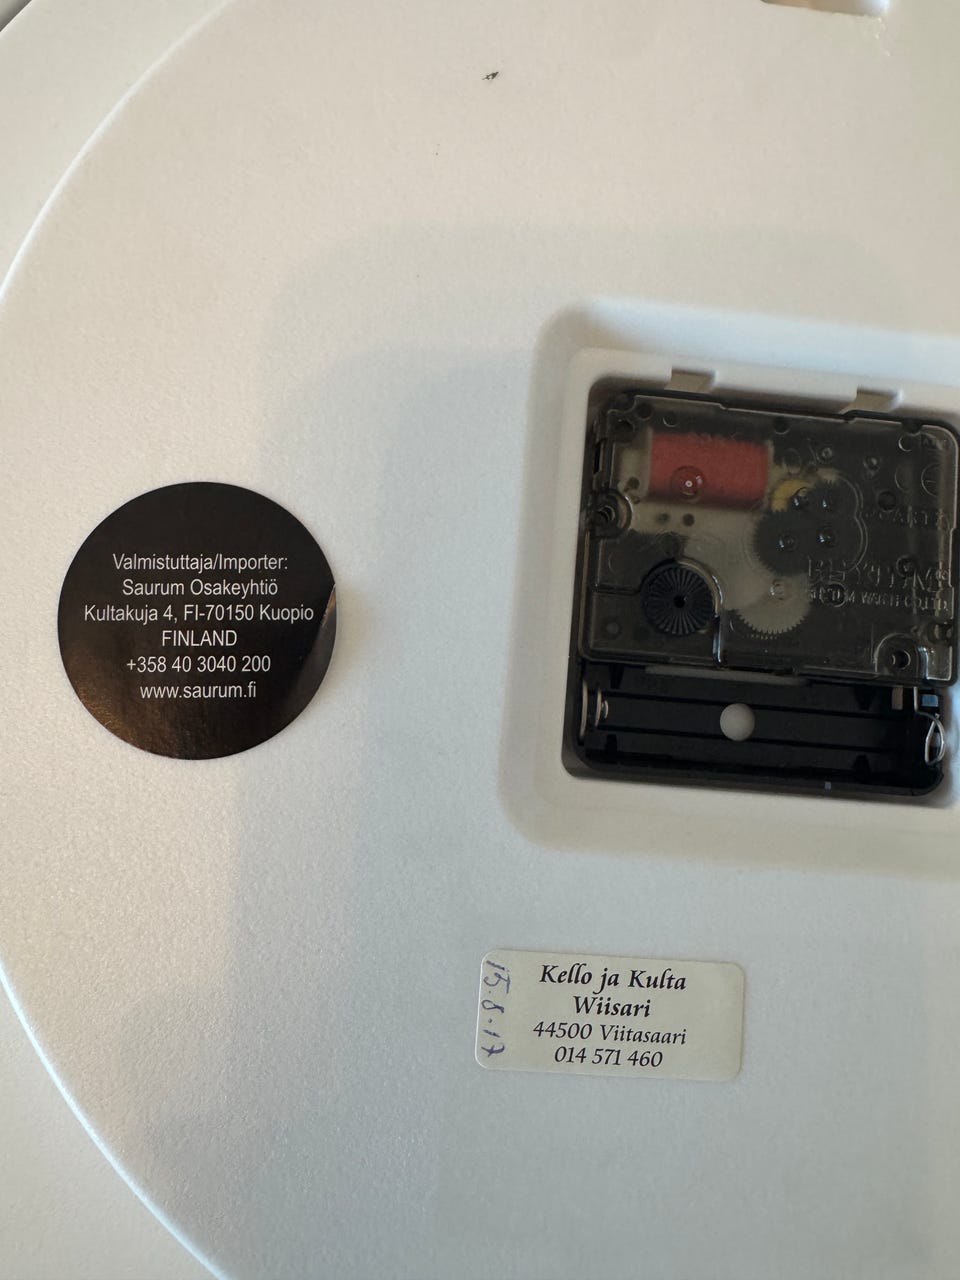 Valmistuttaja/Importer:
Saurum Osakeyhtiö
Kultakuja 4, FI-70150 Kuopio
FINLAND
+358 40 3040 200
www.saurum.fi
Kello ja Kulta
Wiisari
44500 Viitasaari
014 571 460
15.8.17